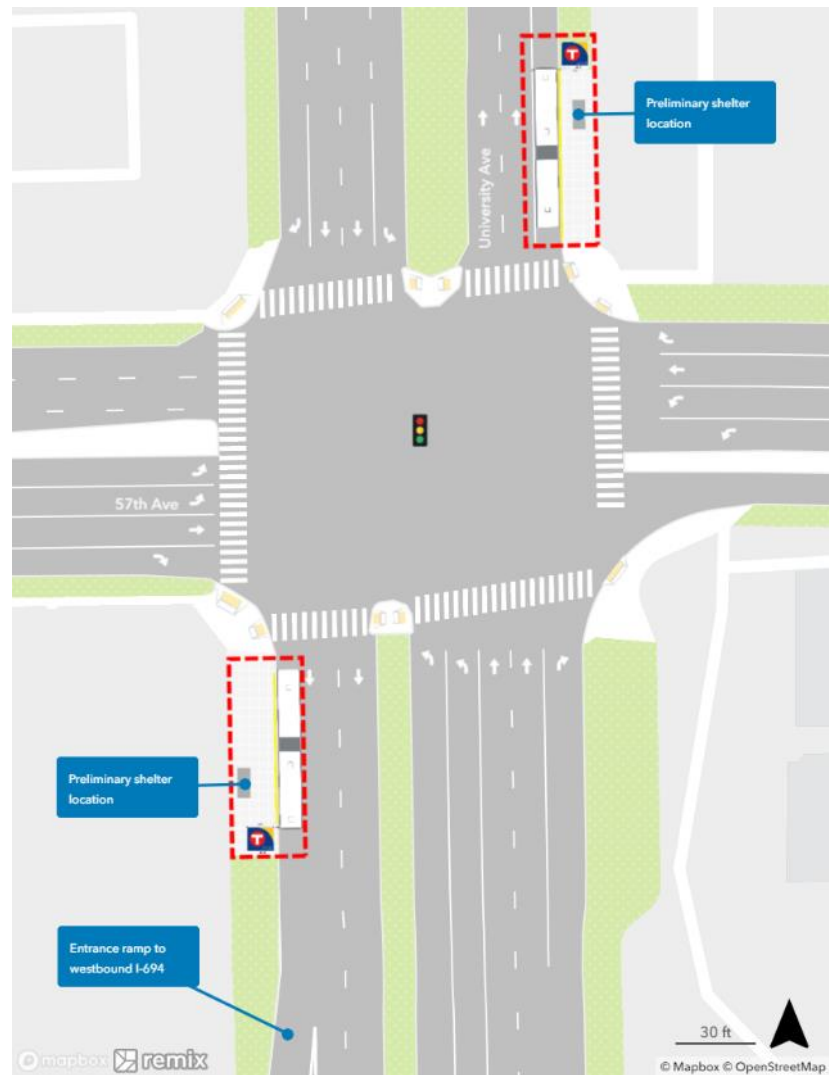 Preliminary shelter
location
University Ave
57th Ave
Preliminary shelter
location
Entrance ramp to
westbound I-694
30 ft
mapbox remix
© Mapbox © OpenStreetMap
T
T